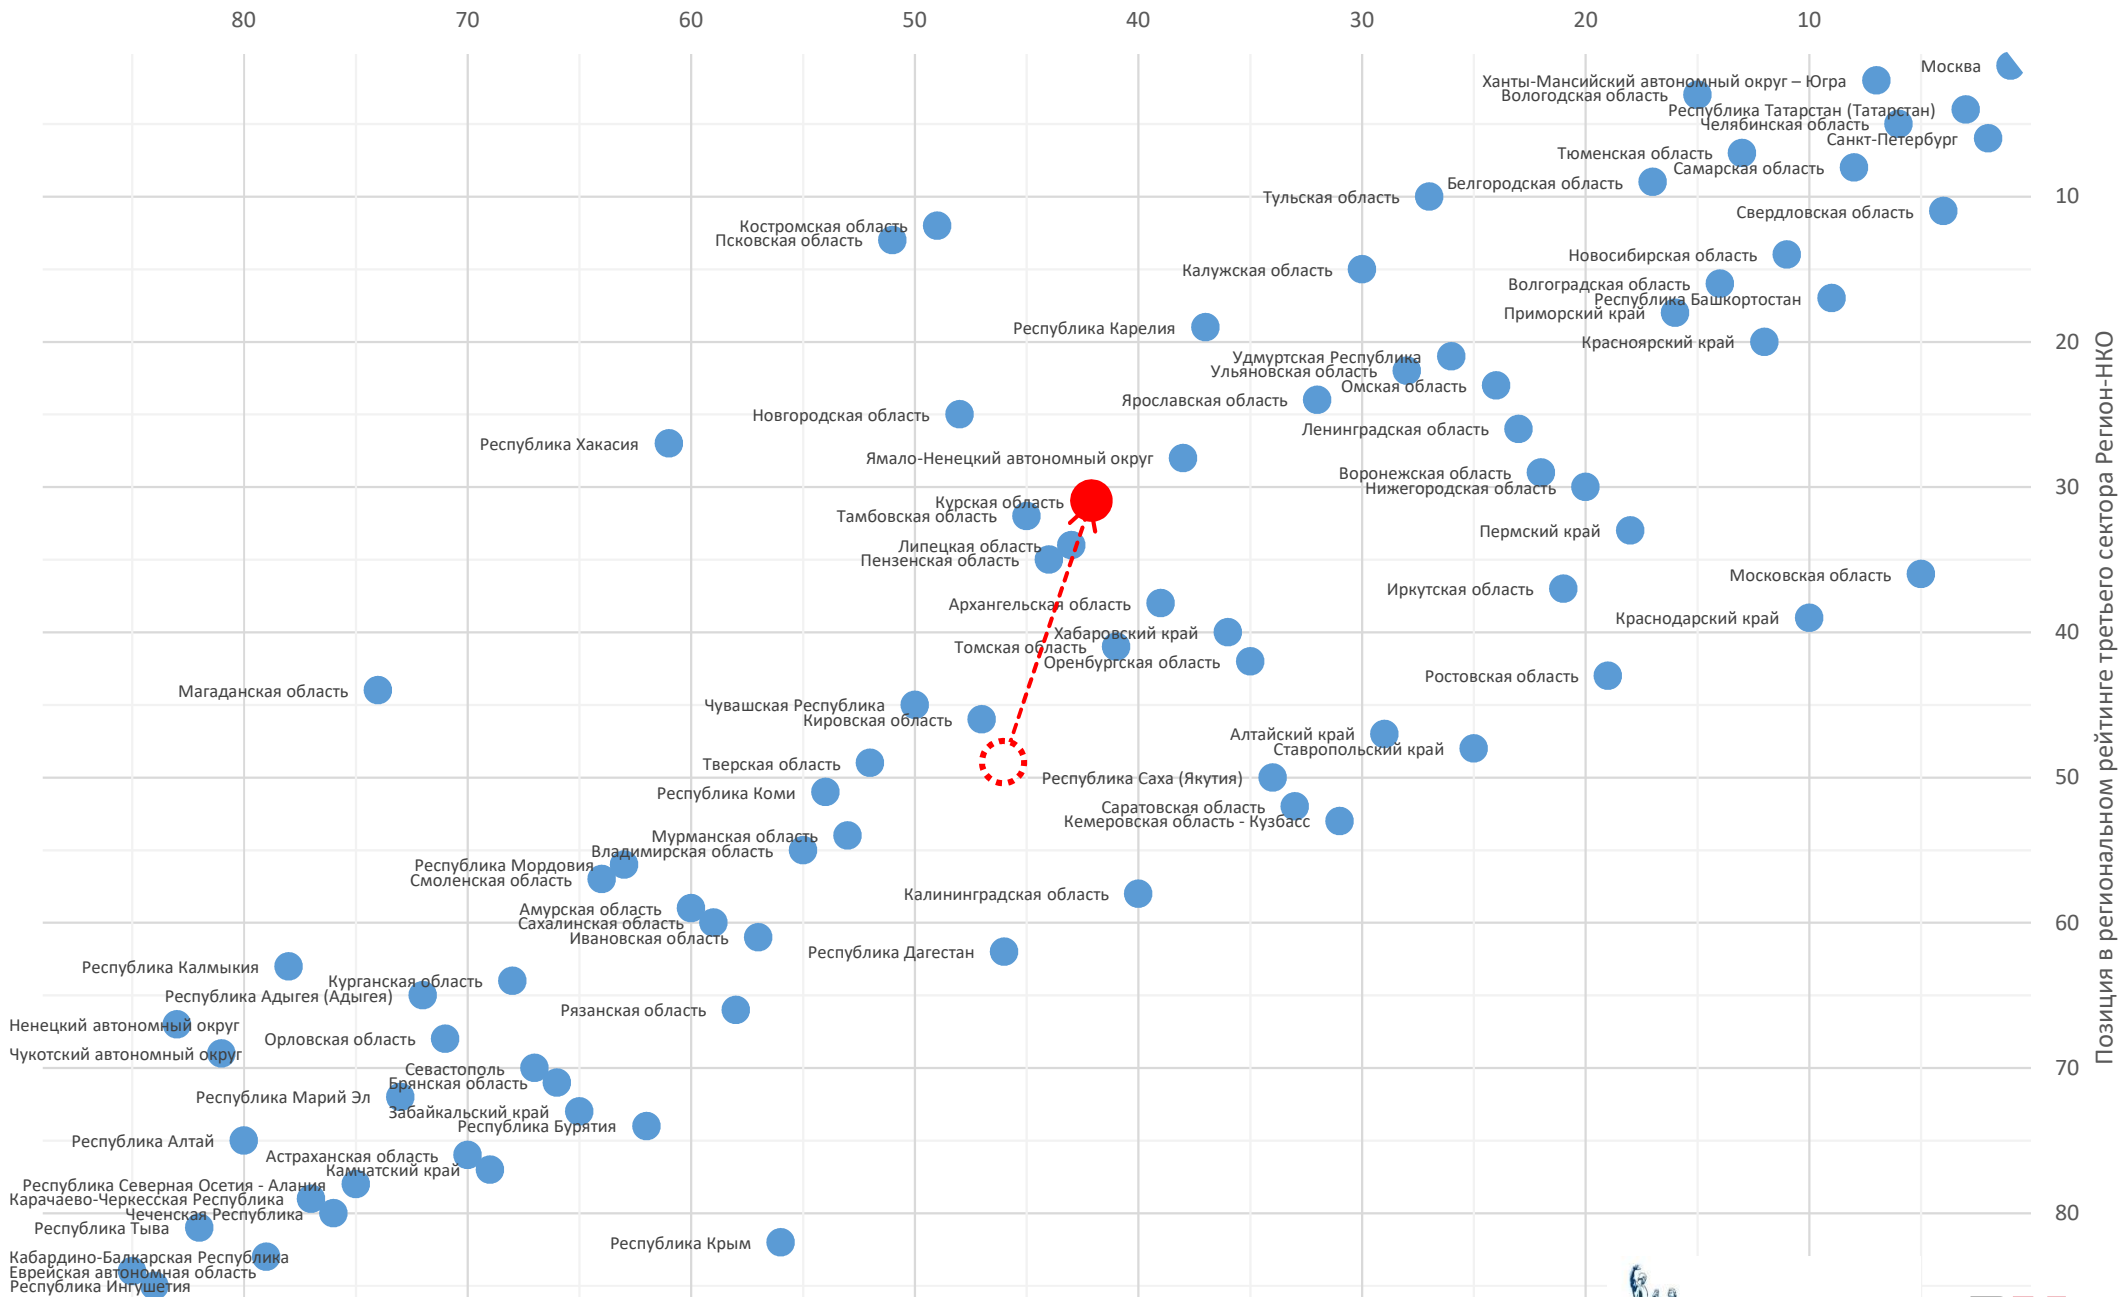 80 70 60 50 40 30 20 10
Москва
Ханты-Мансийский автономный округ – Югра
Вологодская область
Республика Татарстан (Татарстан)
Челябинская область
Санкт-Петербург
Тюменская область
Самарская область
Белгородская область
Тульская область
10
Свердловская область
Костромская область
Псковская область
Новосибирская область
Калужская область
Волгоградская область
Республика Башкортостан
Приморский край
Республика Карелия
Красноярский край
20
Удмуртская Республика
Ульяновская область
Омская область
Ярославская область
Новгородская область
Ленинградская область
Республика Хакасия
Ямало-Ненецкий автономный округ
Воронежская область
Нижегородская область
30
Курская область
Тамбовская область
Пермский край
Липецкая область
Пензенская область
Московская область
Иркутская область
Архангельская область
Краснодарский край
Хабаровский край
40
Томская область
Оренбургская область
Ростовская область
Магаданская область
Чувашская Республика
Кировская область
Алтайский край
Ставропольский край
Тверская область
Республика Саха (Якутия)
50
Республика Коми
Саратовская область
Кемеровская область - Кузбасс
Мурманская область
Владимирская область
Республика Мордовия
Смоленская область
Калининградская область
Амурская область
Сахалинская область
60
Ивановская область
Республика Дагестан
Республика Калмыкия
Курганская область
Республика Адыгея (Адыгея)
Рязанская область
Ненецкий автономный округ
Орловская область
Чукотский автономный округ
Севастополь
70
Брянская область
Республика Марий Эл
Забайкальский край
Республика Бурятия
Республика Алтай
Астраханская область
Камчатский край
Республика Северная Осетия - Алания
Карачаево-Черкесская Республика
Чеченская Республика
80
Республика Тыва
Республика Крым
Кабардино-Балкарская Республика
Еврейская автономная область
Республика Ингушетия
Позиция в региональном рейтинге третьего сектора Регион-НКО